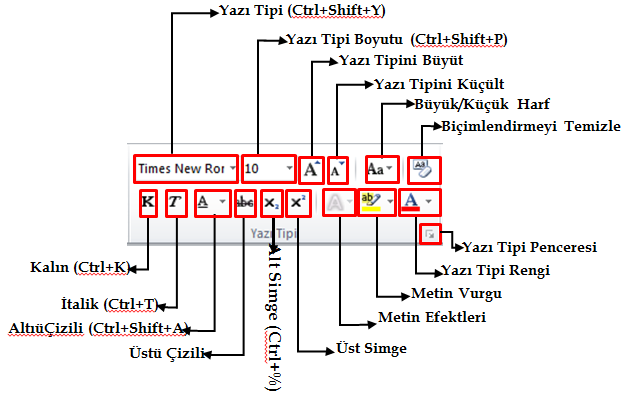 Yazı Tipi (Ctrl+Shift+Y)
Yazı Tipi Boyutu (Ctrl+Shift+P)
Yazı Tipini Büyüt
Yazı Tipini Küçült
Büyük/Küçük Harf
Biçimlendirmeyi Temizle
Times New Ror 10 A A Aa Aa
K T A abc x₂ x² A ab A
Yazı Tipi
Yazı Tipi Penceresi
Kalın (Ctrl+K)
Yazı Tipi Rengi
İtalik (Ctrl+T)
Metin Vurgu
AltııÇizili (Ctrl+Shift+A)
Metin Efektleri
Üstü Çizili
Alt Simge (Ctrl+%)
Üst Simge